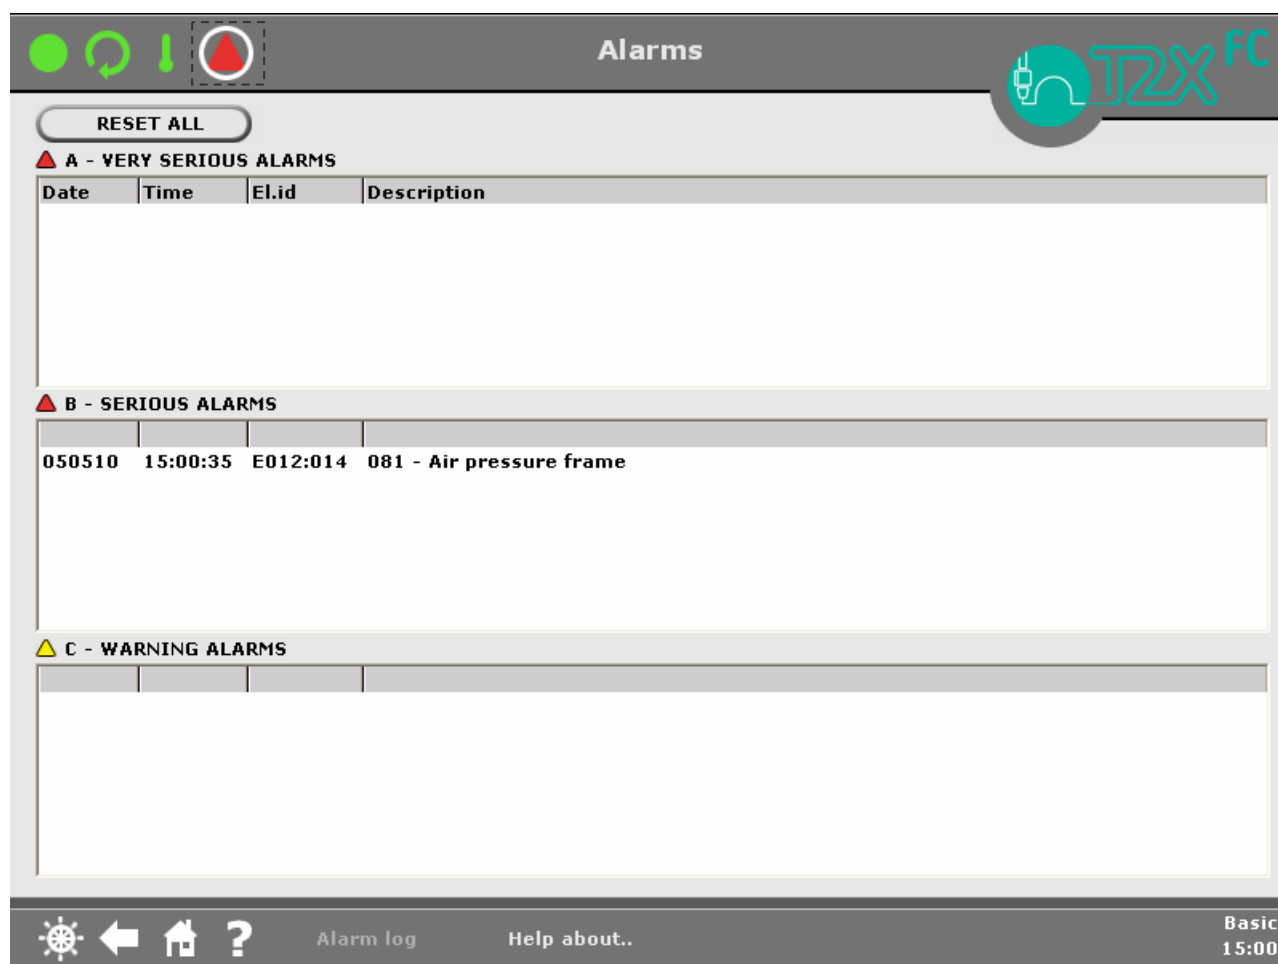 Alarms
T2X FC
RESET ALL
A - VERY SERIOUS ALARMS
Date Time El.id Description
B - SERIOUS ALARMS
050510 15:00:35 E012:014 081 - Air pressure frame
C - WARNING ALARMS
? Alarm log Help about..
Basic
15:00